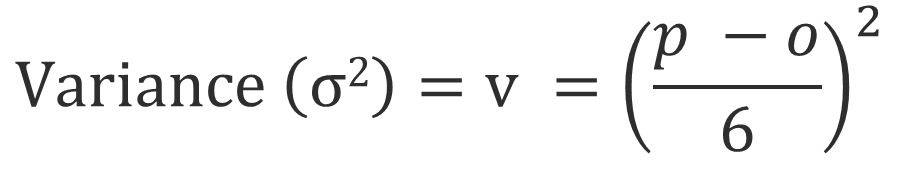 Variance (σ²) = v = (p − o / 6)²